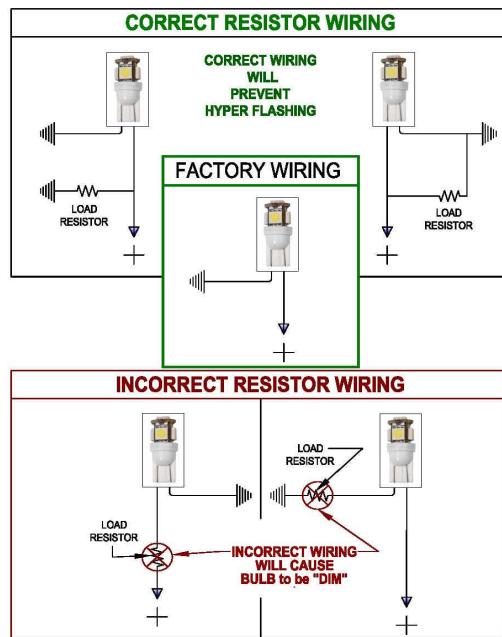 CORRECT RESISTOR WIRING
CORRECT WIRING
WILL
PREVENT
HYPER FLASHING
LOAD
RESISTOR
+
LOAD
RESISTOR
+
FACTORY WIRING
+
INCORRECT RESISTOR WIRING
LOAD
RESISTOR
LOAD
RESISTOR
INCORRECT WIRING
WILL CAUSE
BULB to be "DIM"
+
+